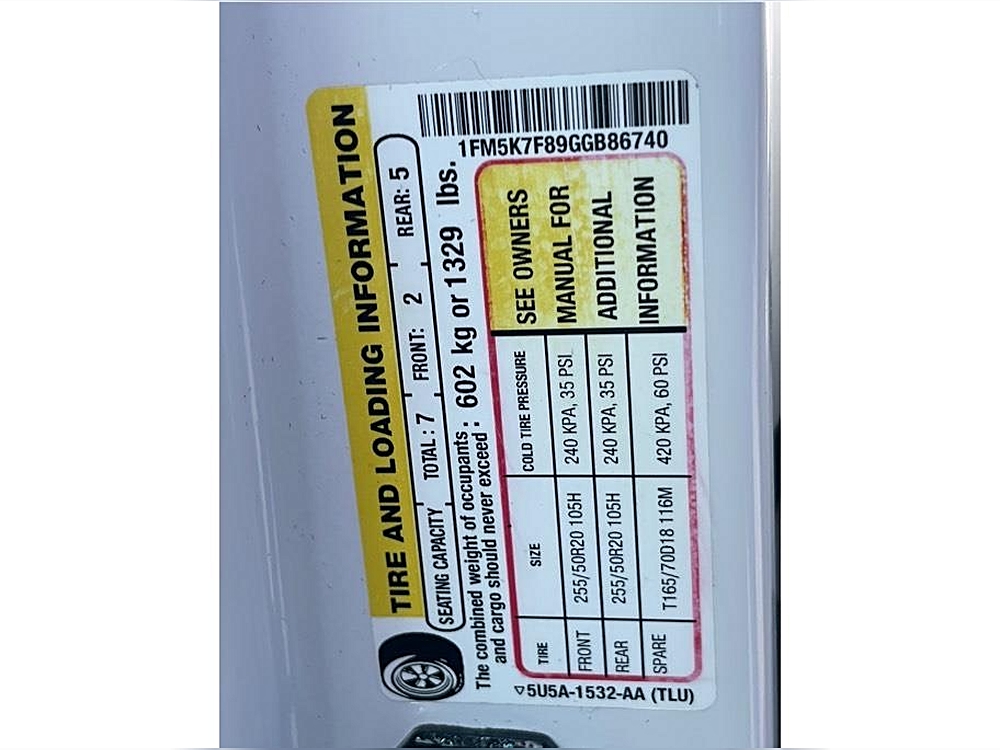 TIRE AND LOADING INFORMATION
SEATING CAPACITY TOTAL: 7 FRONT: 2 REAR: 5
The combined weight of occupants
and cargo should never exceed : 602 kg or 1329 lbs.
TIRE SIZE COLD TIRE PRESSURE
FRONT 255/50R20 105H 240 KPA, 35 PSI
REAR 255/50R20 105H 240 KPA, 35 PSI
SPARE T165/70D18 116M 420 KPA, 60 PSI
SEE OWNERS
MANUAL FOR
ADDITIONAL
INFORMATION
5U5A-1532-AA (TLU)
1FM5K7F89GGB86740